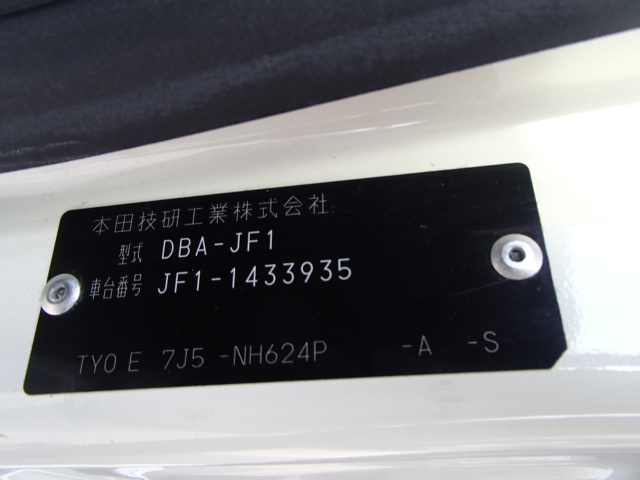 本田技研工業株式会社
型式 DBA-JF1
車台番号 JF1-1433935
TYO E 7J5 -NH624P -A -S